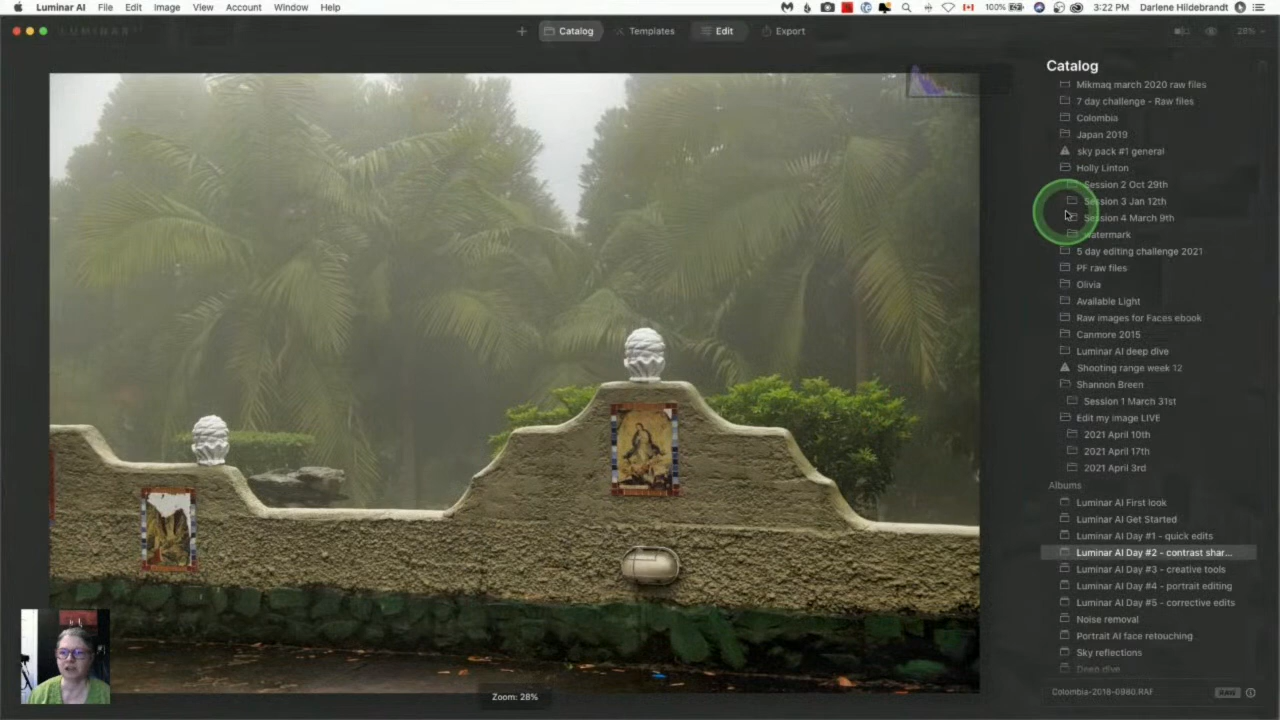 Luminar AI File Edit Image View Account Window Help 100% 3:22 PM Darlene Hildebrandt
LUMINAR AI + Catalog Templates Edit Export 28%
Catalog
Mikmaq march 2020 raw files
7 day challenge - Raw files
Colombia
Japan 2019
sky pack #1 general
Holly Linton
Session 2 Oct 29th
Session 3 Jan 12th
Session 4 March 9th
watermark
5 day editing challenge 2021
PF raw files
Olivia
Available Light
Raw images for Faces ebook
Canmore 2015
Luminar AI deep dive
Shooting range week 12
Shannon Breen
Session 1 March 31st
Edit my image LIVE
2021 April 10th
2021 April 17th
2021 April 3rd
Albums
Luminar AI First look
Luminar AI Get Started
Luminar AI Day #1 - quick edits
Luminar AI Day #2 - contrast shar...
Luminar AI Day #3 - creative tools
Luminar AI Day #4 - portrait editing
Luminar AI Day #5 - corrective edits
Noise removal
Portrait AI face retouching
Sky reflections
Deep dive
Colombia-2018-0980.RAF RAW
Zoom: 28%